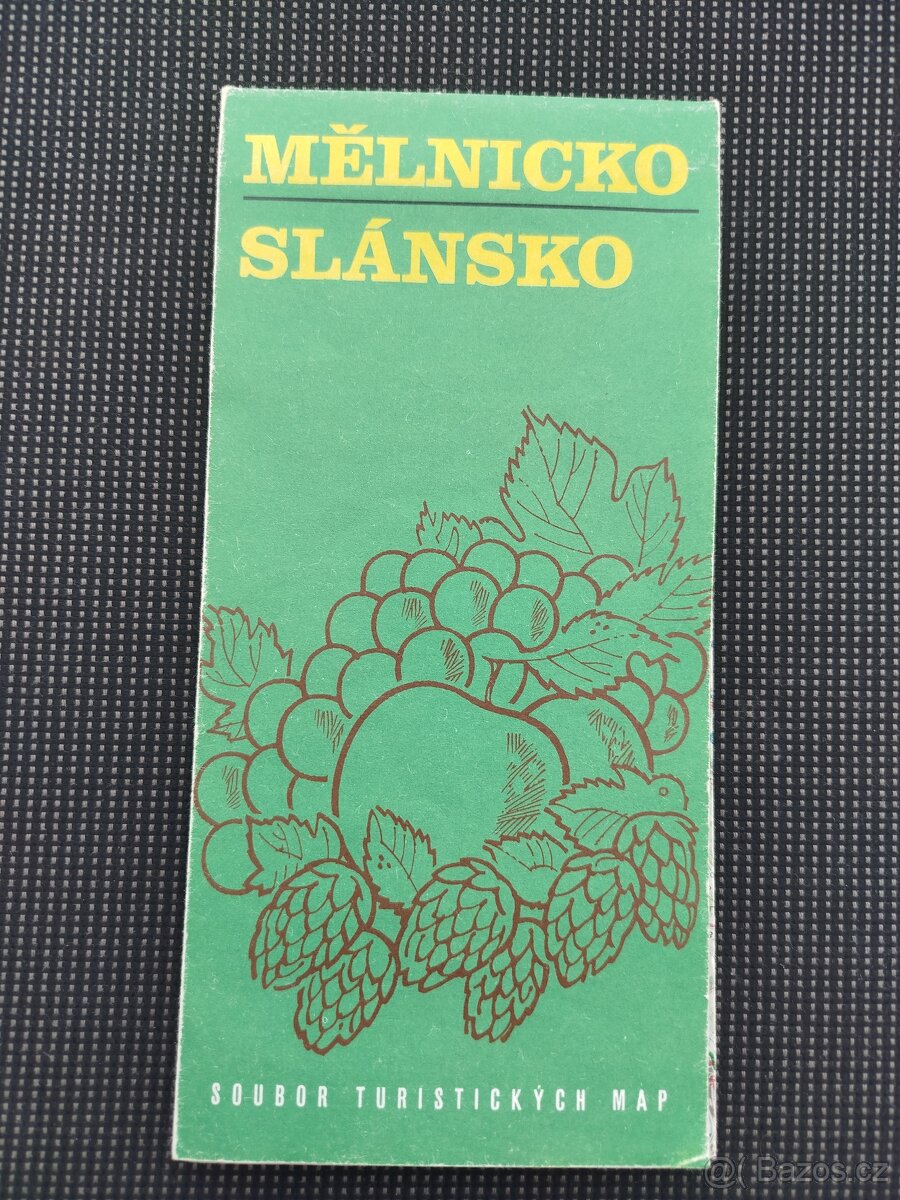 MĚLNICKO
SLÁNSKO
SOUBOR TURISTICKÝCH MAP
@( Bazos.cz